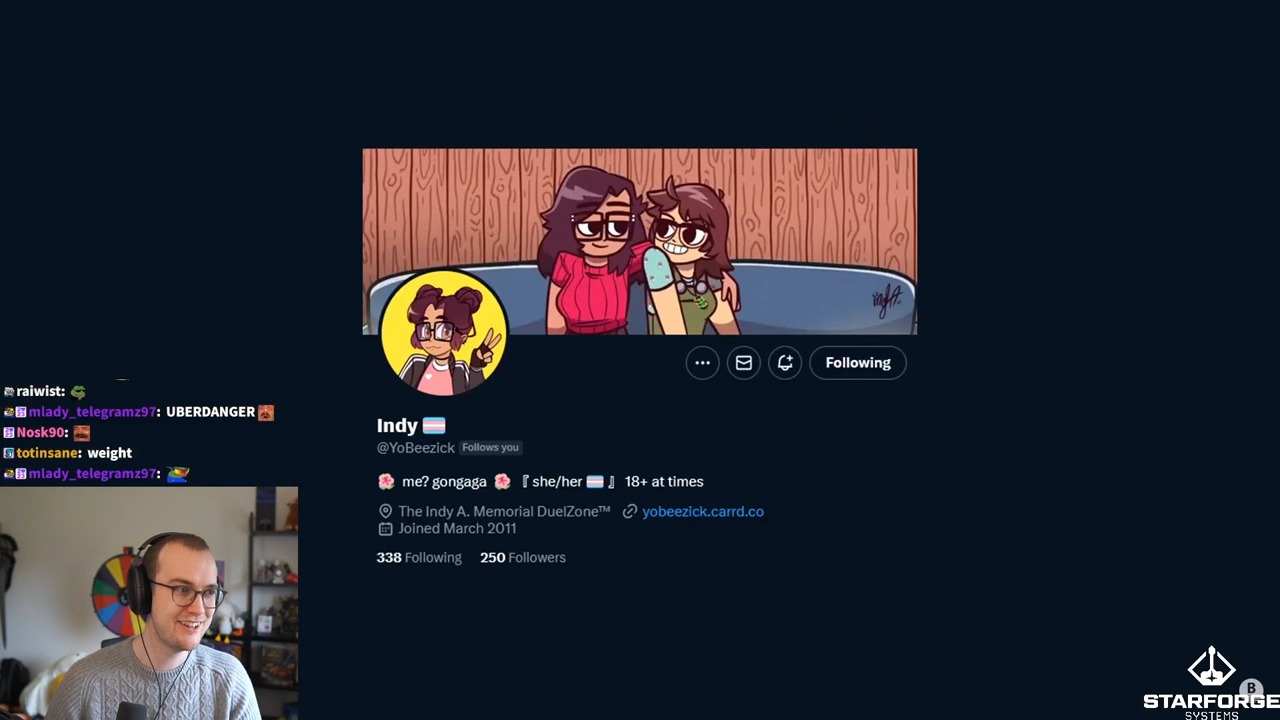 Following
Indy
@YoBeezick Follows you
me? gongaga 『 she/her 』 18+ at times
The Indy A. Memorial DuelZone™ yobeezick.carrd.co
Joined March 2011
338 Following 250 Followers
raiwist:
mlady_telegramz97: UBERDANGER
Nosk90:
totinsane: weight
mlady_telegramz97:
B
STARFORGE
SYSTEMS